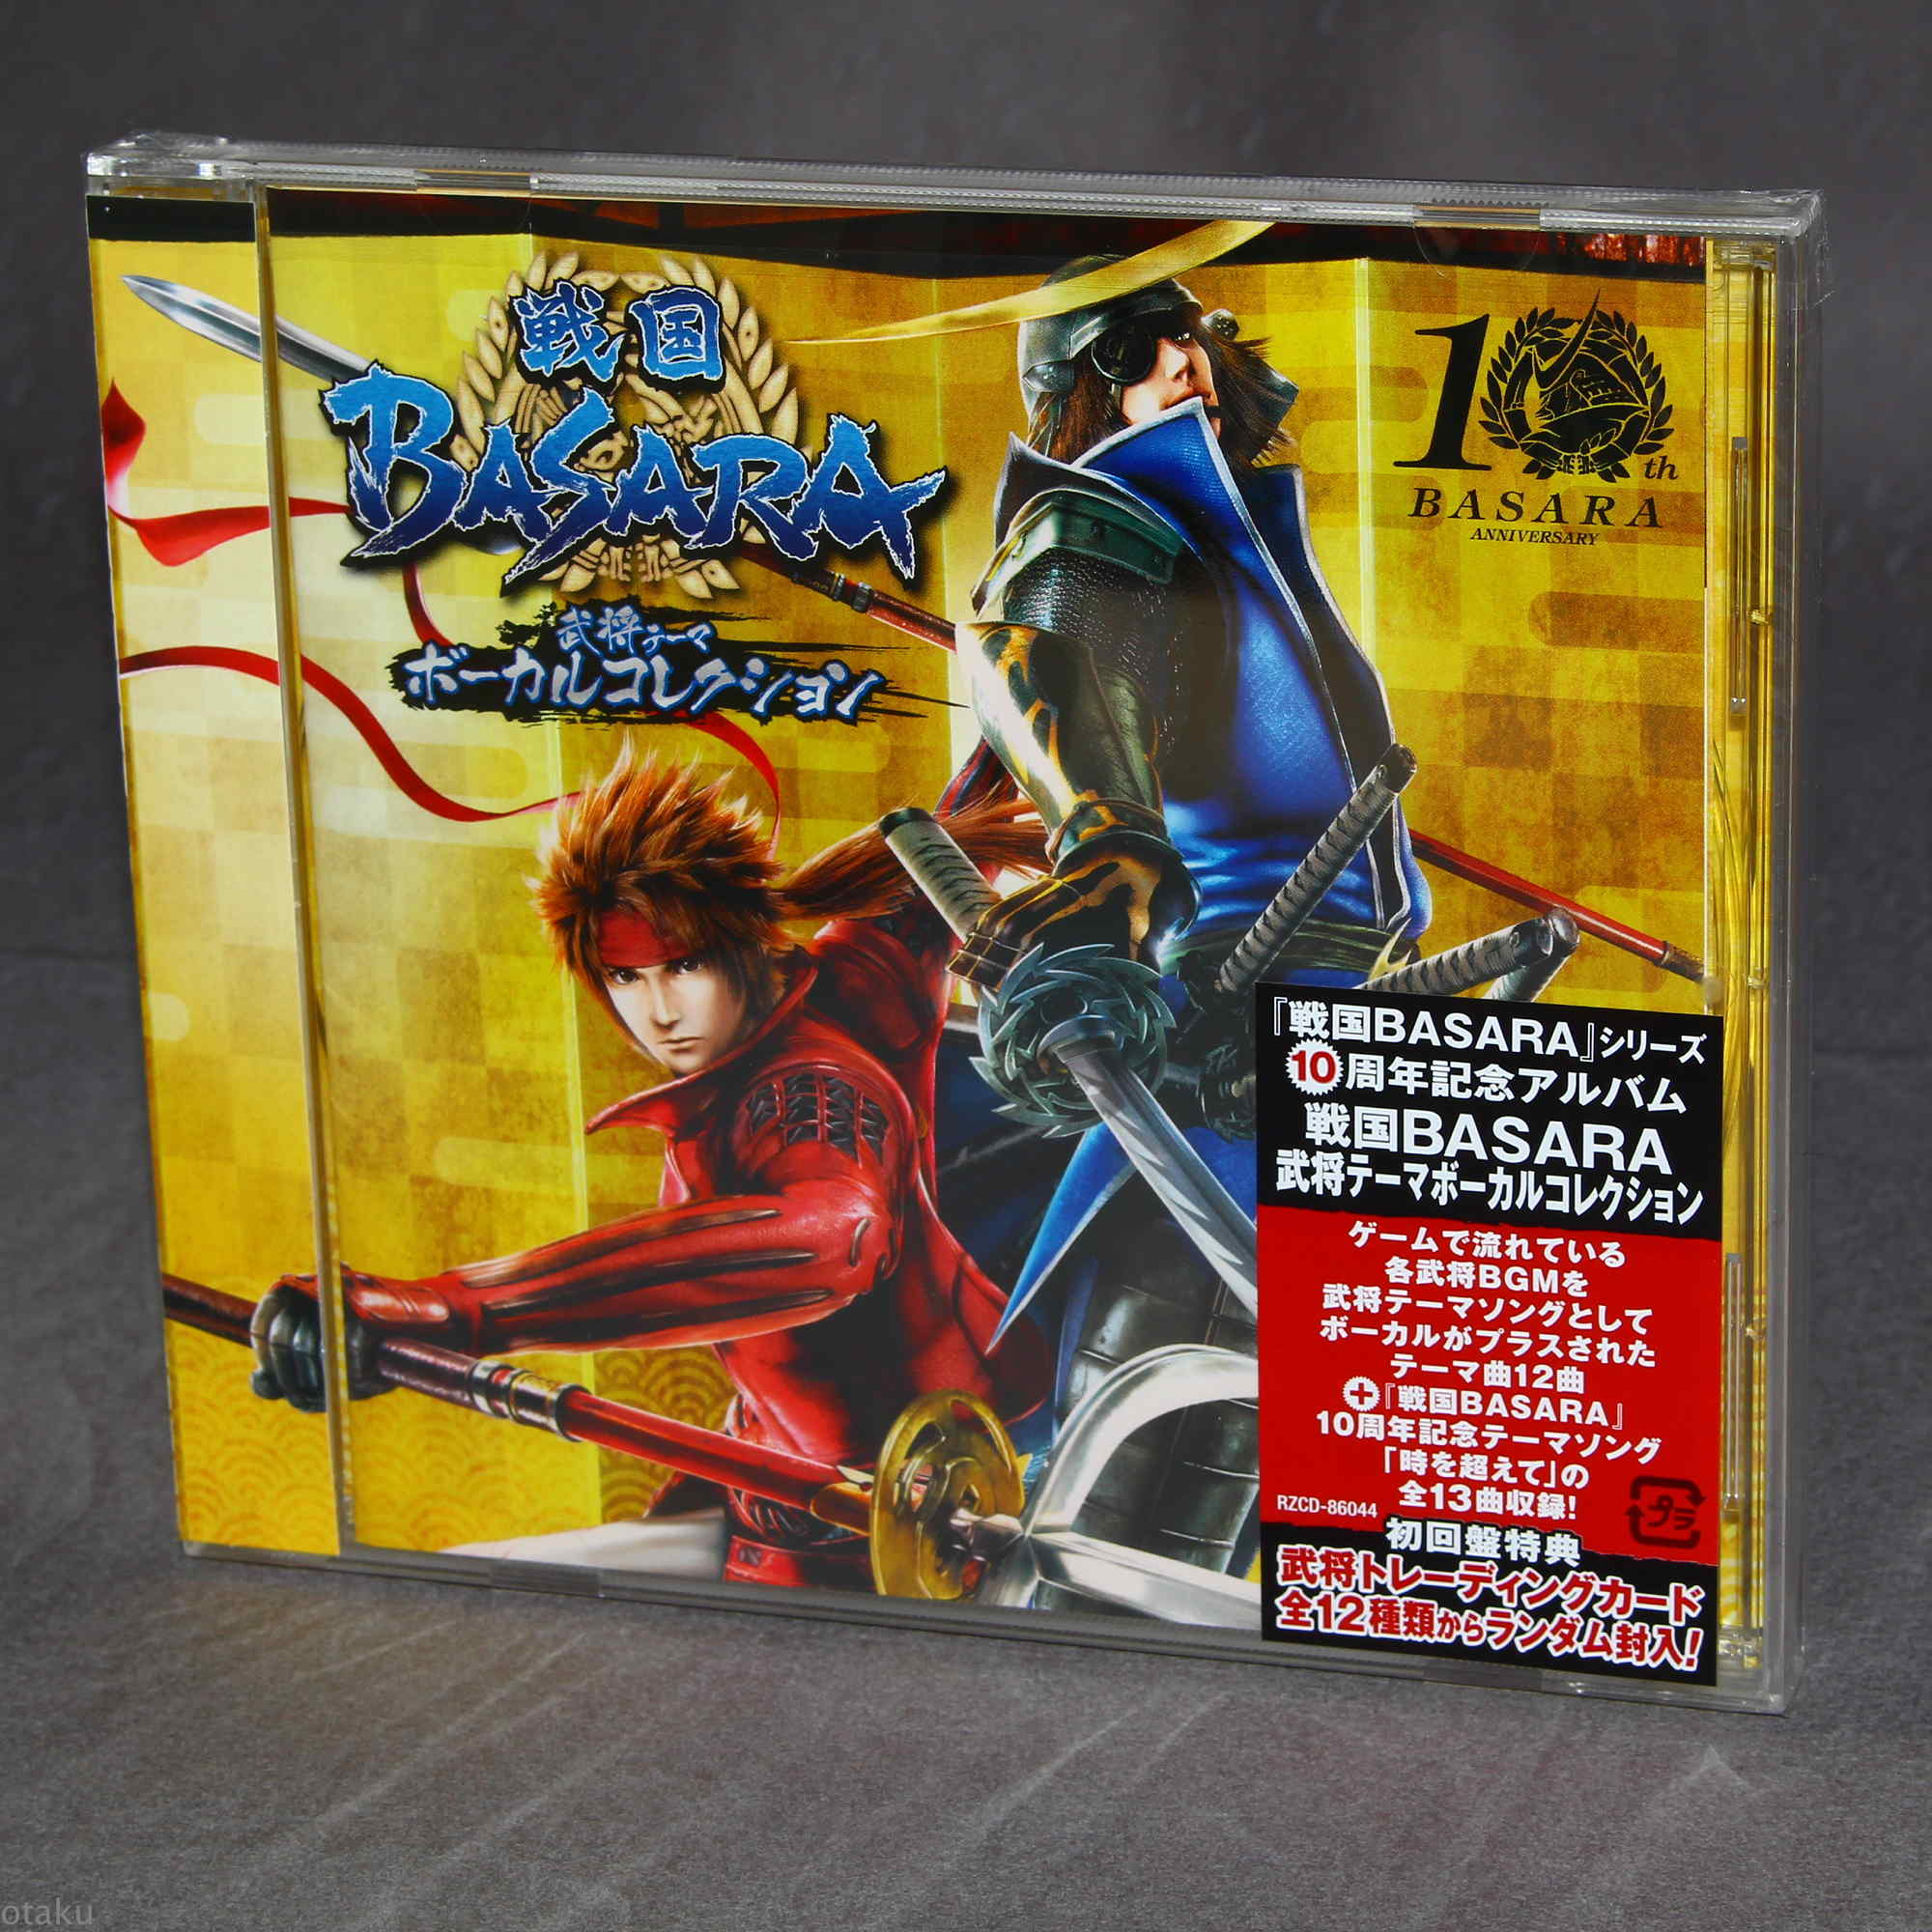 戦国
BASARA
武将テーマ
ボーカルコレクション
10th
BASARA
ANNIVERSARY
『戦国BASARA』シリーズ
10周年記念アルバム
戦国BASARA
武将テーマボーカルコレクション
ゲームで流れている
各武将BGMを
武将テーマソングとして
ボーカルがプラスされた
テーマ曲12曲
+『戦国BASARA』
10周年記念テーマソング
「時を超えて」の
全13曲収録!
RZCD-86044
プラ
初回盤特典
武将トレーディングカード
全12種類からランダム封入!
otaku